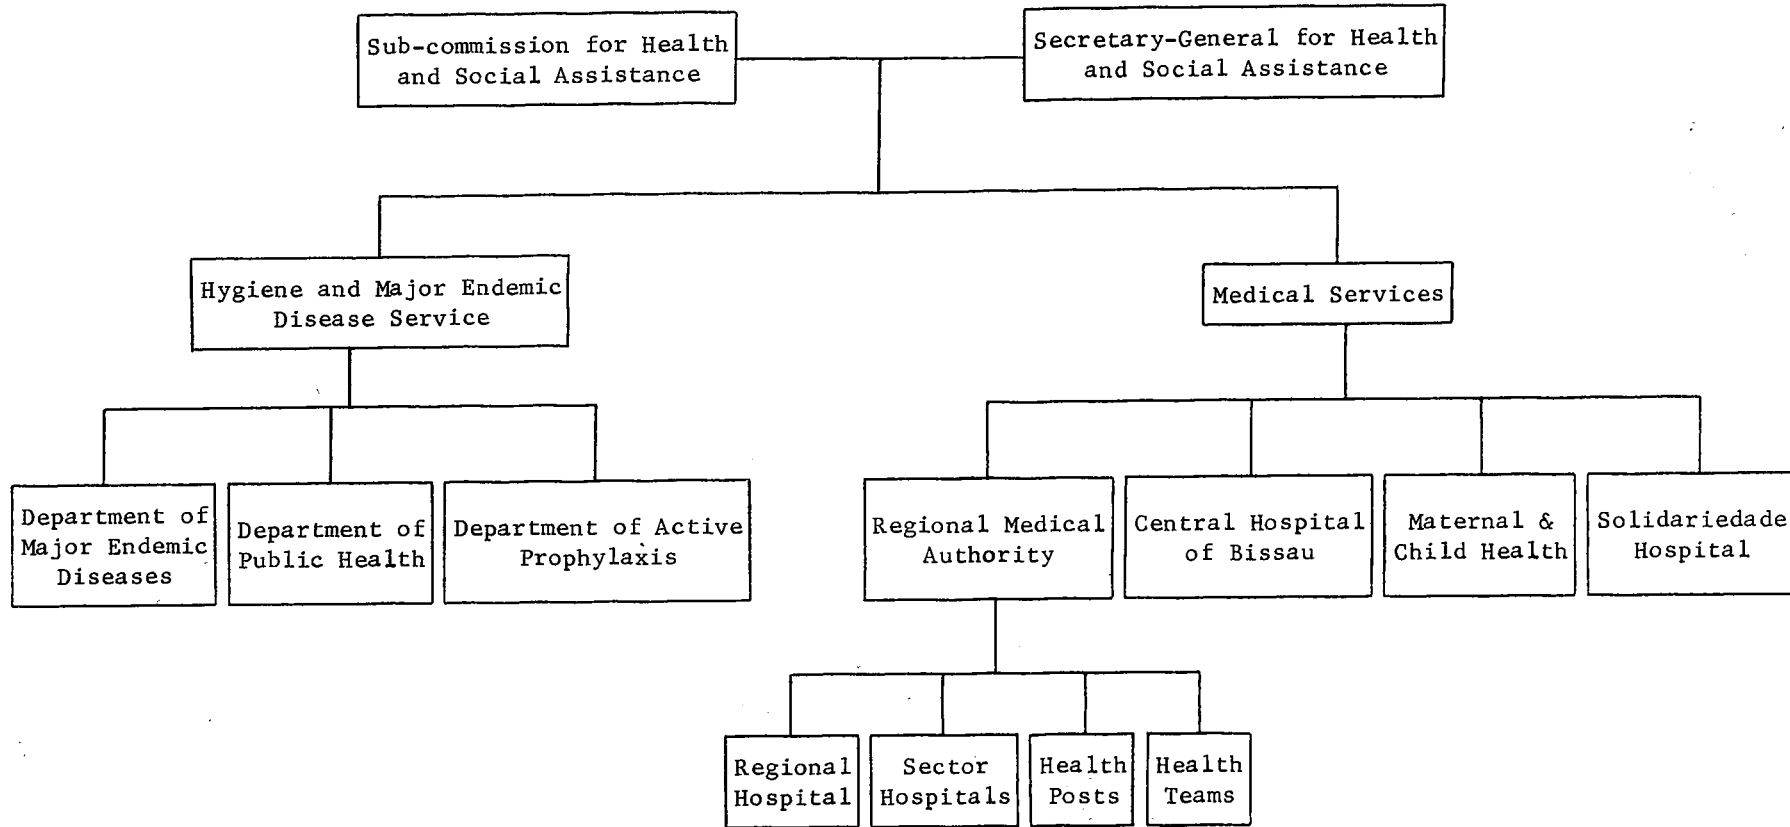 Sub-commission for Health
and Social Assistance
Secretary-General for Health
and Social Assistance
Hygiene and Major Endemic
Disease Service
Medical Services
Department of
Major Endemic
Diseases
Department of
Public Health
Department of Active
Prophylaxis
Regional Medical
Authority
Central Hospital
of Bissau
Maternal &
Child Health
Solidariedade
Hospital
Regional
Hospital
Sector
Hospitals
Health
Posts
Health
Teams